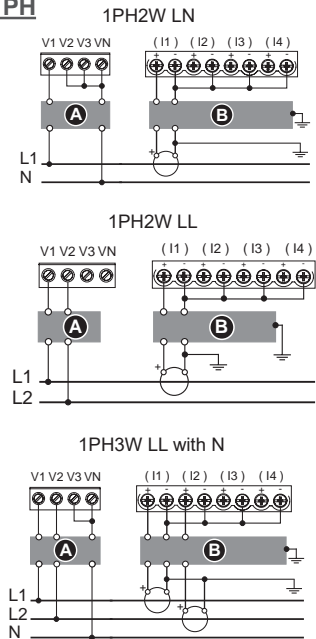 PH
1PH2W LN
V1 V2 V3 VN
( I1 ) ( I2 ) ( I3 ) ( I4 )
+ - + - + - + -
A
B
+
L1
N
1PH2W LL
V1 V2 V3 VN
( I1 ) ( I2 ) ( I3 ) ( I4 )
+ - + - + - + -
A
B
+
L1
L2
1PH3W LL with N
V1 V2 V3 VN
( I1 ) ( I2 ) ( I3 ) ( I4 )
+ - + - + - + -
A
B
L1
+
L2
+
N